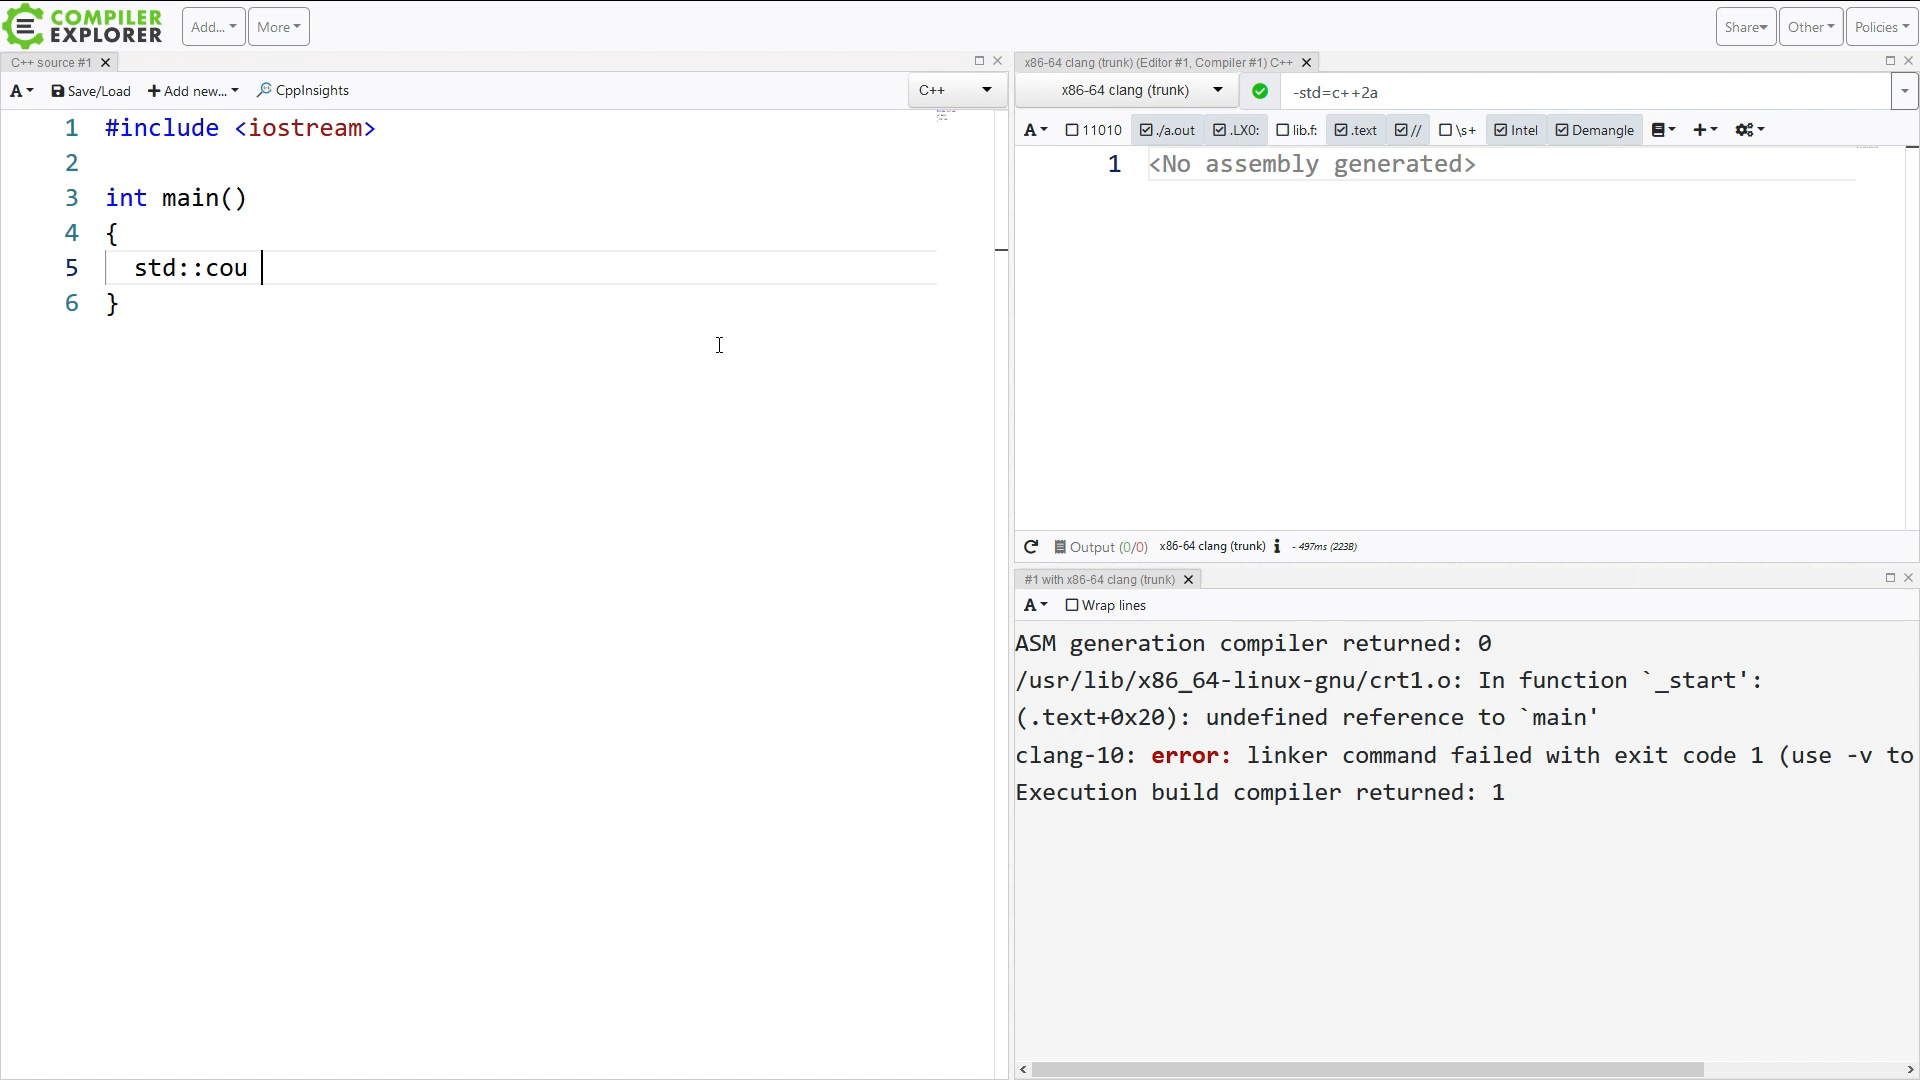 COMPILER
EXPLORER
Add...
More
Share
Other
Policies
C++ source #1
A
Save/Load
Add new...
CppInsights
C++
1 #include <iostream>
2
3 int main()
4 {
5 std::cou
6 }
x86-64 clang (trunk) (Editor #1, Compiler #1) C++
x86-64 clang (trunk)
-std=c++2a
A
11010
./a.out
.LX0:
lib.f:
.text
//
\s+
Intel
Demangle
1 <No assembly generated>
Output (0/0) x86-64 clang (trunk) i - 497ms (223B)
#1 with x86-64 clang (trunk)
A
Wrap lines
ASM generation compiler returned: 0
/usr/lib/x86_64-linux-gnu/crt1.o: In function `_start':
(.text+0x20): undefined reference to `main'
clang-10: error: linker command failed with exit code 1 (use -v to
Execution build compiler returned: 1